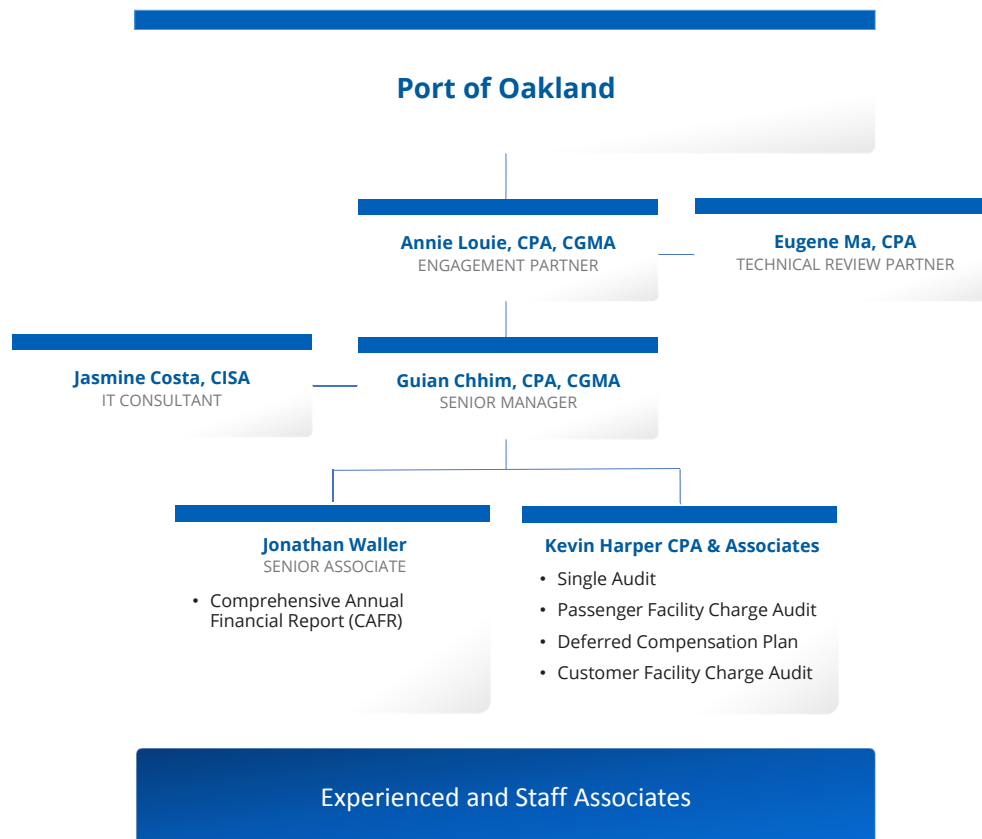 Port of Oakland
Annie Louie, CPA, CGMA
ENGAGEMENT PARTNER
Eugene Ma, CPA
TECHNICAL REVIEW PARTNER
Jasmine Costa, CISA
IT CONSULTANT
Guian Chhim, CPA, CGMA
SENIOR MANAGER
Jonathan Waller
SENIOR ASSOCIATE
• Comprehensive Annual
Financial Report (CAFR)
Kevin Harper CPA & Associates
• Single Audit
• Passenger Facility Charge Audit
• Deferred Compensation Plan
• Customer Facility Charge Audit
Experienced and Staff Associates